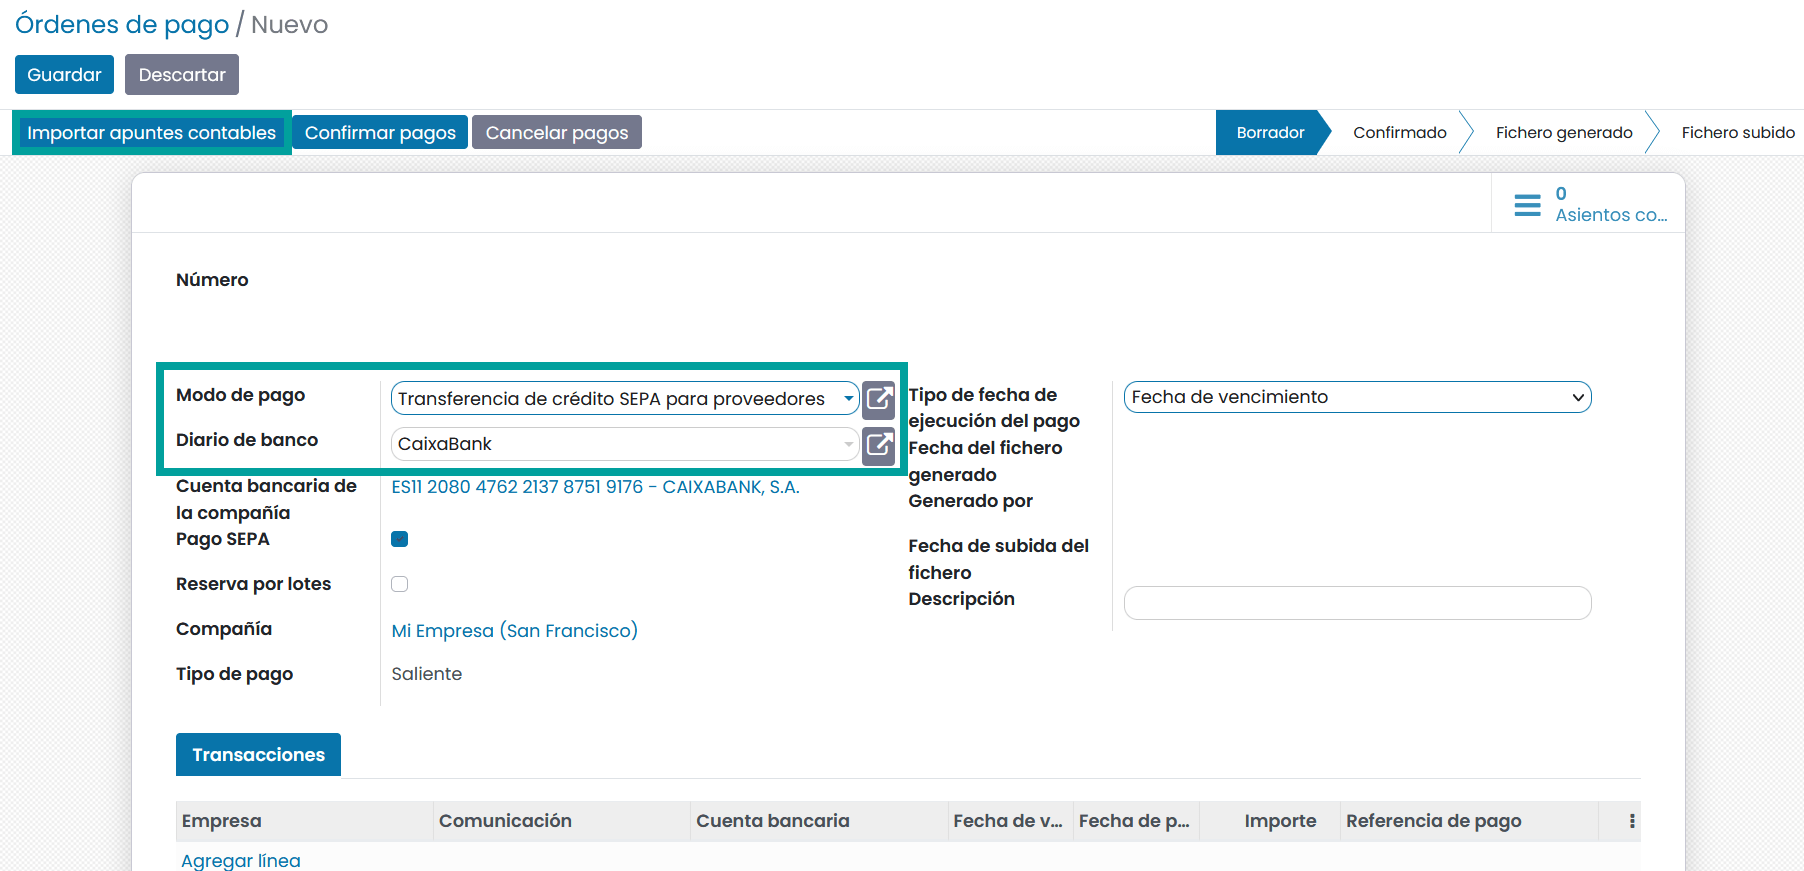 Órdenes de pago / Nuevo
Guardar Descartar
Importar apuntes contables Confirmar pagos Cancelar pagos Borrador Confirmado Fichero generado Fichero subido
0
Asientos co...
Número
Modo de pago Transferencia de crédito SEPA para proveedores
Diario de banco CaixaBank
Cuenta bancaria de
la compañía
ES11 2080 4762 2137 8751 9176 - CAIXABANK, S.A.
Pago SEPA
Reserva por lotes
Compañía Mi Empresa (San Francisco)
Tipo de pago Saliente
Tipo de fecha de
ejecución del pago
Fecha de vencimiento
Fecha del fichero
generado
Generado por
Fecha de subida del
fichero
Descripción
Transacciones
Empresa Comunicación Cuenta bancaria Fecha de v... Fecha de p... Importe Referencia de pago
Agregar línea